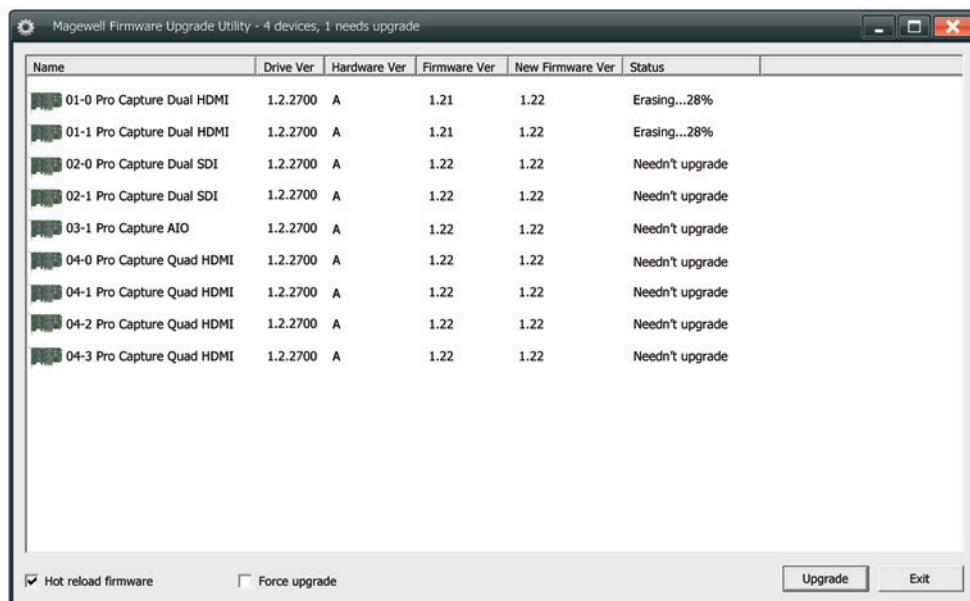 Magewell Firmware Upgrade Utility - 4 devices, 1 needs upgrade
Name Drive Ver Hardware Ver Firmware Ver New Firmware Ver Status
01-0 Pro Capture Dual HDMI 1.2.2700 A 1.21 1.22 Erasing...28%
01-1 Pro Capture Dual HDMI 1.2.2700 A 1.21 1.22 Erasing...28%
02-0 Pro Capture Dual SDI 1.2.2700 A 1.22 1.22 Needn't upgrade
02-1 Pro Capture Dual SDI 1.2.2700 A 1.22 1.22 Needn't upgrade
03-1 Pro Capture AIO 1.2.2700 A 1.22 1.22 Needn't upgrade
04-0 Pro Capture Quad HDMI 1.2.2700 A 1.22 1.22 Needn't upgrade
04-1 Pro Capture Quad HDMI 1.2.2700 A 1.22 1.22 Needn't upgrade
04-2 Pro Capture Quad HDMI 1.2.2700 A 1.22 1.22 Needn't upgrade
04-3 Pro Capture Quad HDMI 1.2.2700 A 1.22 1.22 Needn't upgrade
Hot reload firmware Force upgrade Upgrade Exit